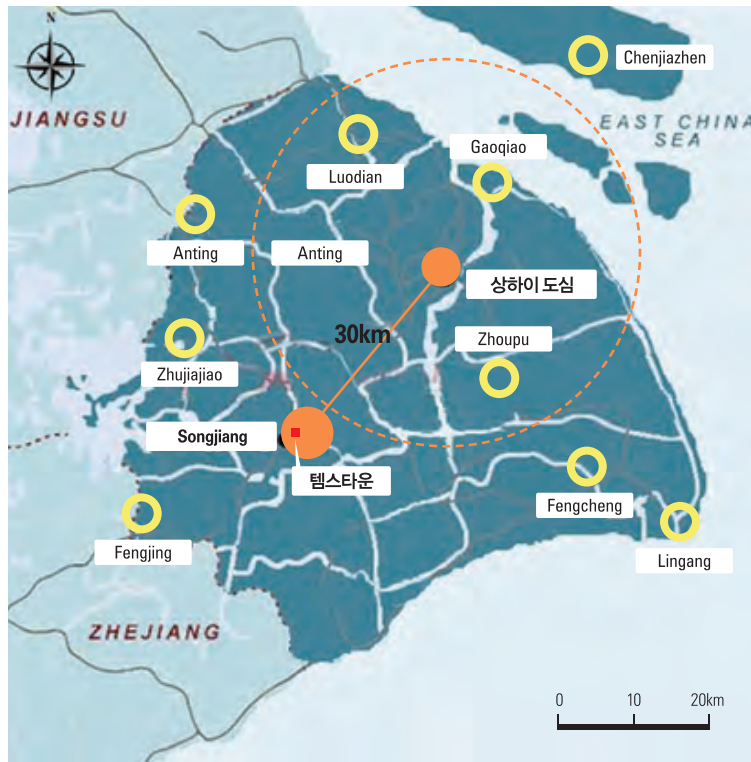 N
JIANGSU
Chenjiazhen
EAST CHINA
SEA
Gaoqiao
Luodian
Anting
Anting
상하이 도심
30km
Zhoupu
Zhujiajiao
Songjiang
템스타운
Fengcheng
Fengjing
Lingang
ZHEJIANG
0 10 20km